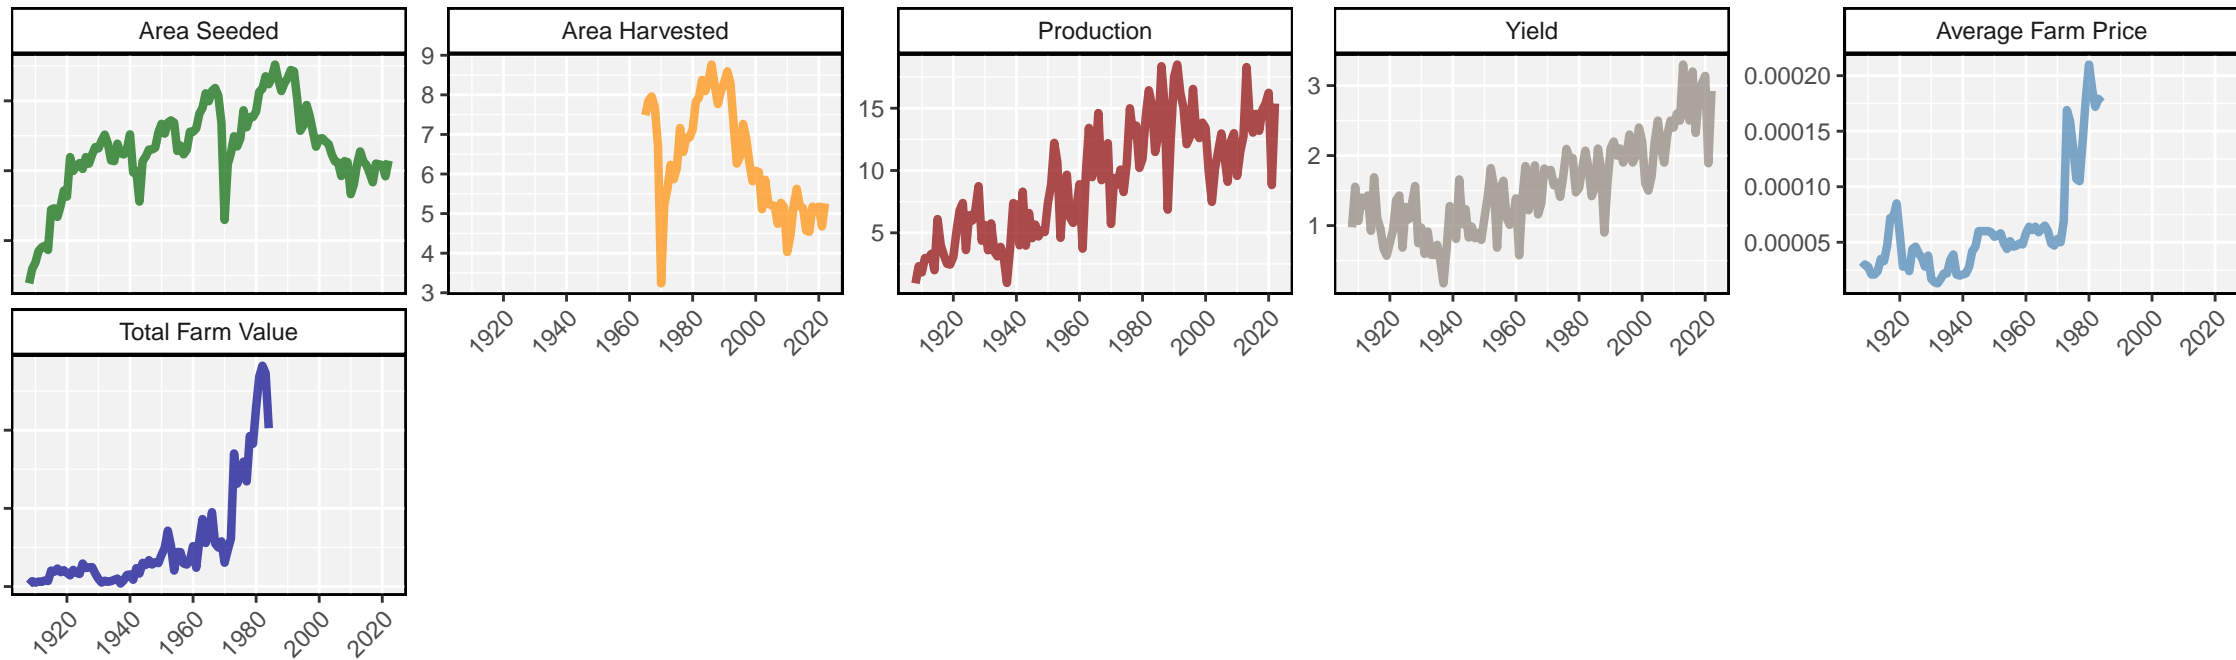 Area Seeded
Area Harvested
Production
Yield
Average Farm Price
9
8
7
6
5
4
3
15
10
5
3
2
1
0.00020
0.00015
0.00010
0.00005
1920 1940 1960 1980 2000 2020
1920 1940 1960 1980 2000 2020
1920 1940 1960 1980 2000 2020
1920 1940 1960 1980 2000 2020
Total Farm Value
1920 1940 1960 1980 2000 2020